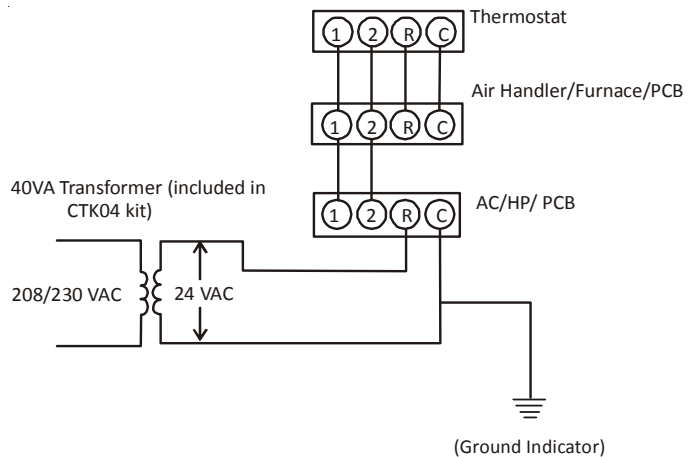 Thermostat
1 2 R C
Air Handler/Furnace/PCB
1 2 R C
40VA Transformer (included in
CTK04 kit)
AC/HP/ PCB
1 2 R C
208/230 VAC
24 VAC
(Ground Indicator)